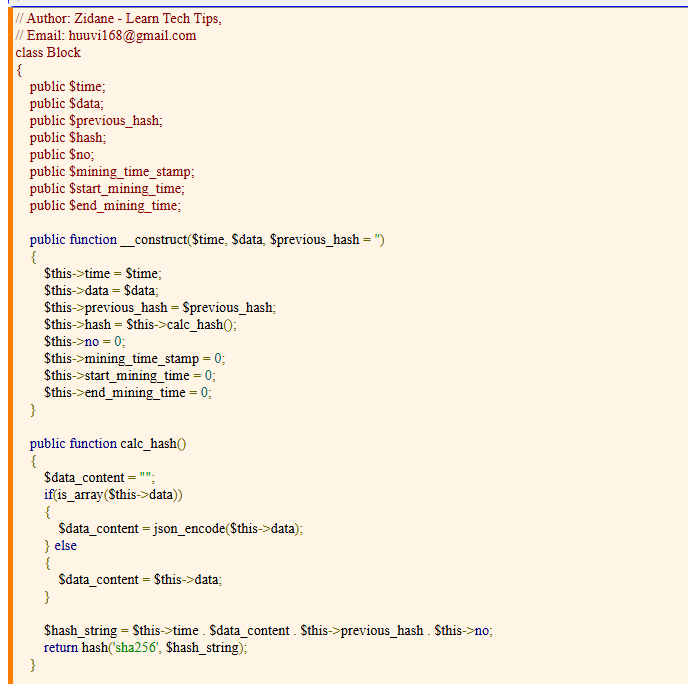 // Author: Zidane - Learn Tech Tips,
// Email: huuvi168@gmail.com
class Block
{
public $time;
public $data;
public $previous_hash;
public $hash;
public $no;
public $mining_time_stamp;
public $start_mining_time;
public $end_mining_time;
public function __construct($time, $data, $previous_hash = '')
{
$this->time = $time;
$this->data = $data;
$this->previous_hash = $previous_hash;
$this->hash = $this->calc_hash();
$this->no = 0;
$this->mining_time_stamp = 0;
$this->start_mining_time = 0;
$this->end_mining_time = 0;
}
public function calc_hash()
{
$data_content = "";
if(is_array($this->data))
{
$data_content = json_encode($this->data);
} else
{
$data_content = $this->data;
}
$hash_string = $this->time . $data_content . $this->previous_hash . $this->no;
return hash('sha256', $hash_string);
}